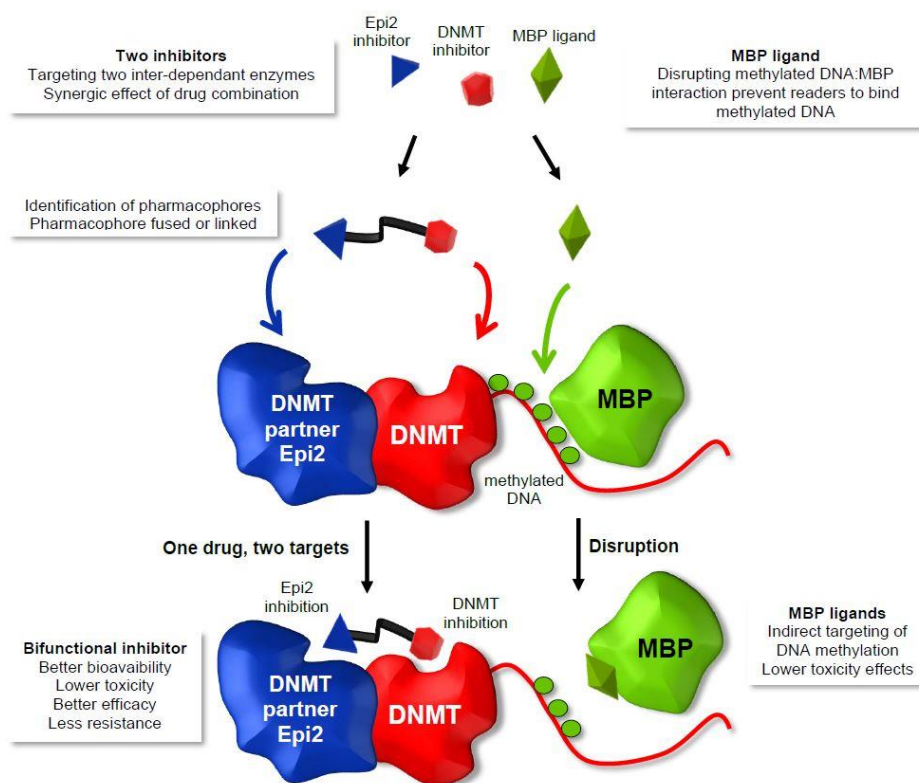 Epi2
inhibitor
DNMT
inhibitor
MBP ligand
Two inhibitors
Targeting two inter-dependant enzymes
Synergic effect of drug combination
MBP ligand
Disrupting methylated DNA:MBP
interaction prevent readers to bind
methylated DNA
Identification of pharmacophores
Pharmacophore fused or linked
DNMT
partner
Epi2
DNMT
MBP
methylated
DNA
One drug, two targets
Disruption
Epi2
inhibition
DNMT
inhibition
Bifunctional inhibitor
Better bioavaibility
Lower toxicity
Better efficacy
Less resistance
DNMT
partner
Epi2
DNMT
MBP
MBP ligands
Indirect targeting of
DNA methylation
Lower toxicity effects